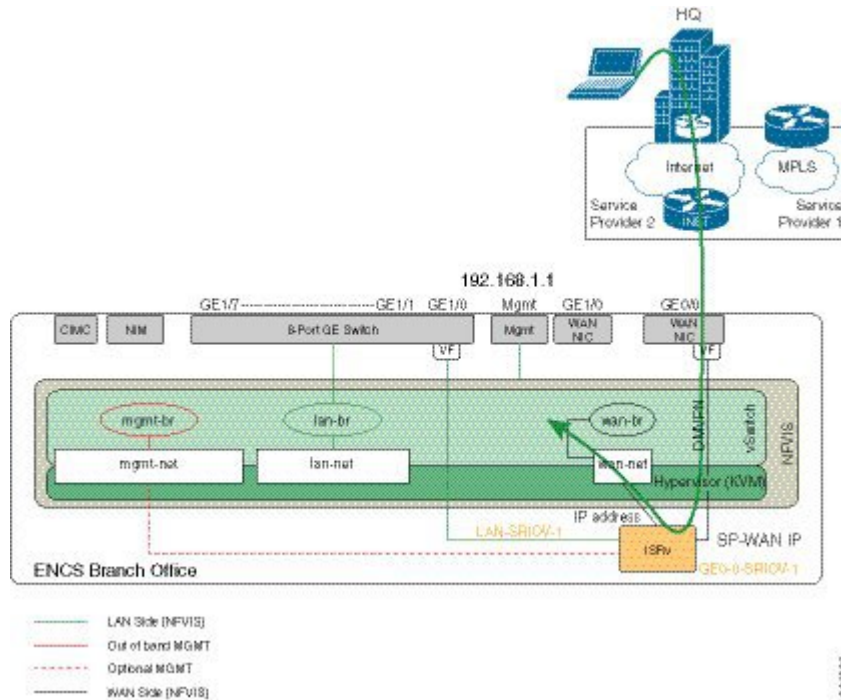 HQ
Internet
MPLS
Service
Provider 2
INET
Service
Provider 1
192.168.1.1
GE1/7
GE1/1
GE1/0
Mgmt
GE1/0
GE0/0
CIMC
NIM
8-Port GE Switch
Mgmt
WAN
NIC
WAN
NIC
VF
VF
mgmt-br
lan-br
wan-br
DMVPN
vSwitch
NFVIS
mgmt-net
lan-net
wan-net
Hypervisor (KVM)
IP address
LAN-SRIOV-1
ISRv
SP-WAN IP
GE0-0-SRIOV-1
ENCS Branch Office
LAN Side (NFVIS)
Out of band MGMT
Optional MGMT
WAN Side (NFVIS)